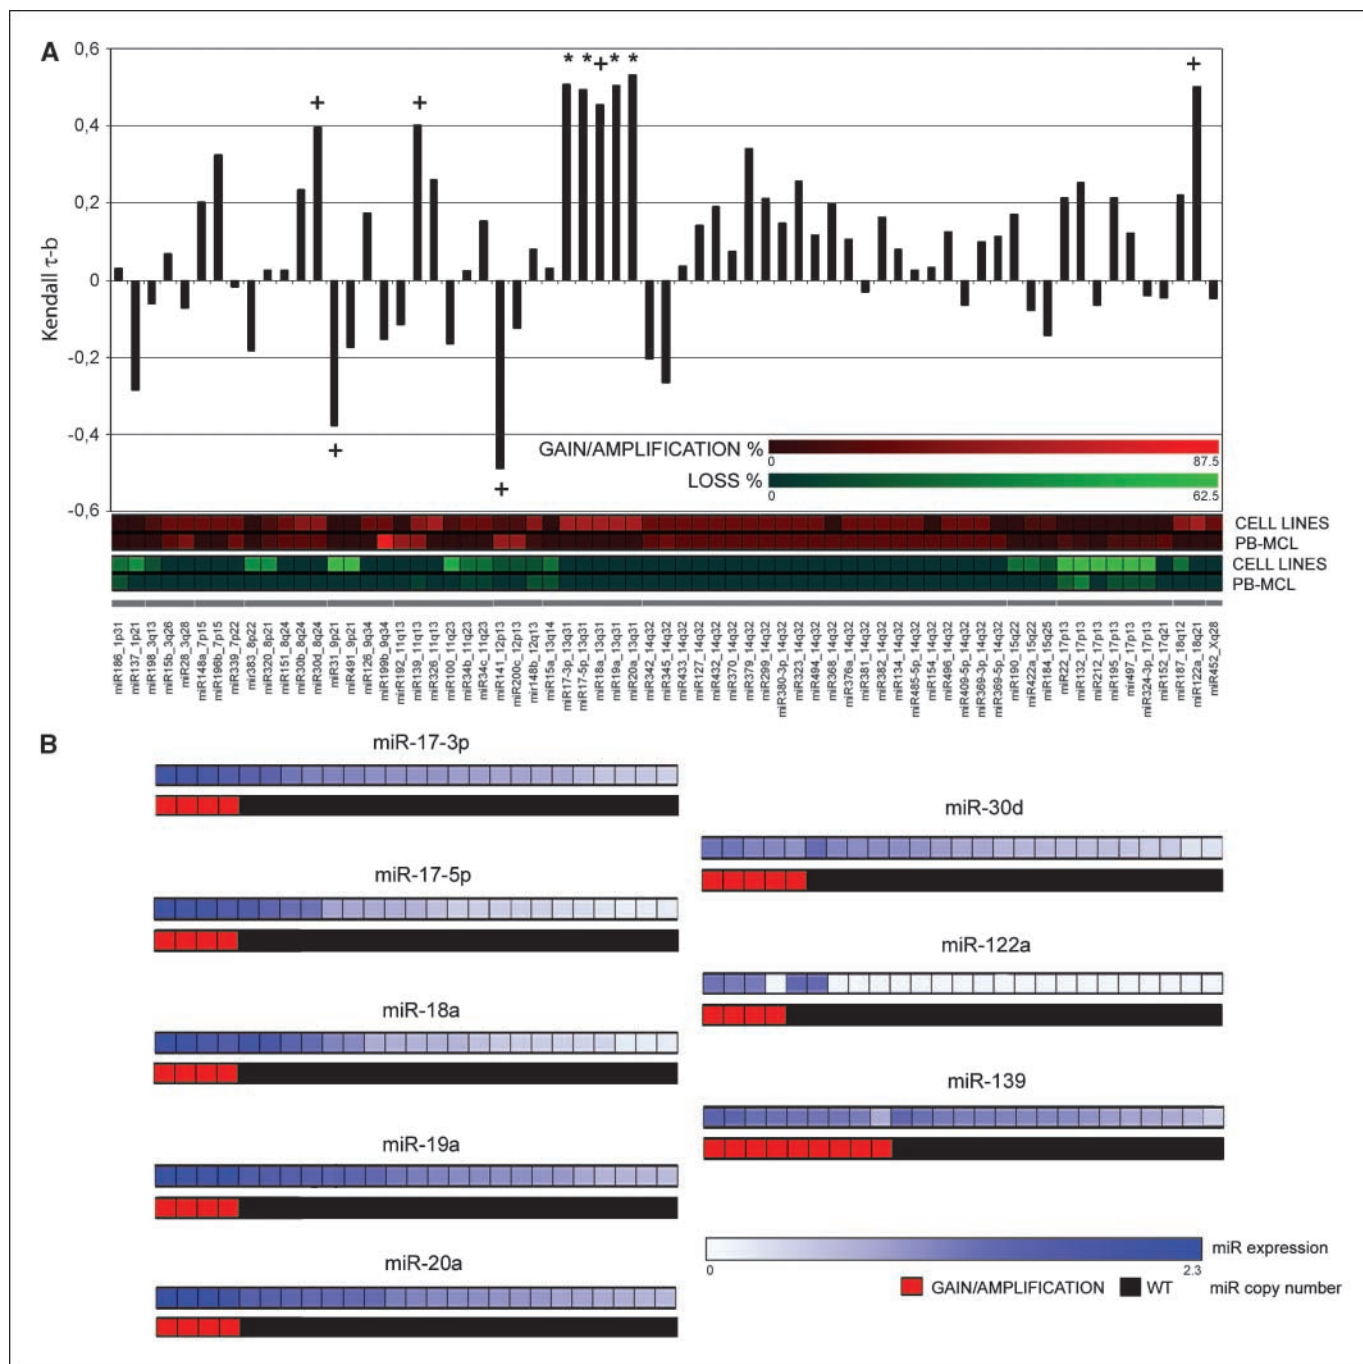 A
0,6
0,4
0,2
0
-0,2
-0,4
-0,6
Kendall τ-b
+
+
* *+* *
+
+
+
GAIN/AMPLIFICATION %
0 87.5
LOSS %
0 62.5
CELL LINES
PB-MCL
CELL LINES
PB-MCL
miR186_1p31
miR137_1p21
miR198_3q13
miR15b_3q26
miR28_3q28
miR148a_7p15
miR196b_7p15
miR339_7p22
mir383_8p22
miR320_8p21
miR151_8q24
miR30b_8q24
miR30d_8q24
miR31_9p21
miR491_9p21
miR126_9q34
miR199b_9q34
mirR192_11q13
miR139_11q13
miR326_11q13
miR100_11q23
miR34b_11q23
miR34c_11q23
miR141_12p13
miR200c_12p13
mir148b_12q13
miR15a_13q14
miR17-3p_13q31
miR17-5p_13q31
miR18a_13q31
miR19a_13q31
miR20a_13q31
miR342_14q32
miR345_14q32
miR433_14q32
miR127_14q32
miR432_14q32
miR370_14q32
miR379_14q32
miR299_14q32
miR380-3p_14q32
miR323_14q32
miR494_14q32
miR368_14q32
miR376a_14q32
miR381_14q32
miR382_14q32
miR134_14q32
miR485-5p_14q32
miR154_14q32
miR496_14q32
miR409-5p_14q32
miR369-3p_14q32
miR369-5p_14q32
miR190_15q22
miR422a_15q22
miR184_15q25
miR22_17p13
miR132_17p13
miR212_17p13
miR195_17p13
mir497_17p13
miR324-3p_17p13
miR152_17q21
miR187_18q12
miR122a_18q21
miR452_Xq28
B
miR-17-3p
miR-30d
miR-17-5p
miR-122a
miR-18a
miR-139
miR-19a
miR-20a
miR expression
0 2.3
GAIN/AMPLIFICATION WT miR copy number